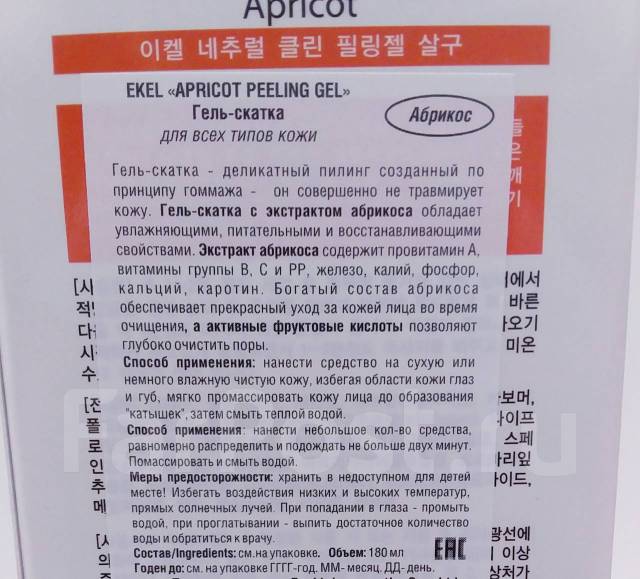 Apricot
이켈 네추럴 클린 필링젤 살구
EKEL «APRICOT PEELING GEL»
Гель-скатка
для всех типов кожи
Абрикос
Гель-скатка - деликатный пилинг созданный по
принципу гоммажа - он совершенно не травмирует
кожу. Гель-скатка с экстрактом абрикоса обладает
увлажняющими, питательными и восстанавливающими
свойствами. Экстракт абрикоса содержит провитамин А,
витамины группы В, С и РР, железо, калий, фосфор,
кальций, каротин. Богатый состав абрикоса
обеспечивает прекрасный уход за кожей лица во время
очищения, а активные фруктовые кислоты позволяют
глубоко очистить поры.
Способ применения: нанести средство на сухую или
немного влажную чистую кожу, избегая области кожи глаз
и губ, мягко промассировать кожу лица до образования
"катышек", затем смыть теплой водой.
Способ применения: нанести небольшое кол-во средства,
равномерно распределить и подождать не больше двух минут.
Помассировать и смыть водой.
Меры предосторожности: хранить в недоступном для детей
месте! Избегать воздействия низких и высоких температур,
прямых солнечных лучей. При попадании в глаза - промыть
водой, при проглатывании - выпить достаточное количество
воды и обратиться к врачу.
Состав/Ingredients: см.на упаковке. Объем: 180 мл
Годен до: см. на упаковке ГГГГ-год. ММ- месяц. ДД- день.
EAC